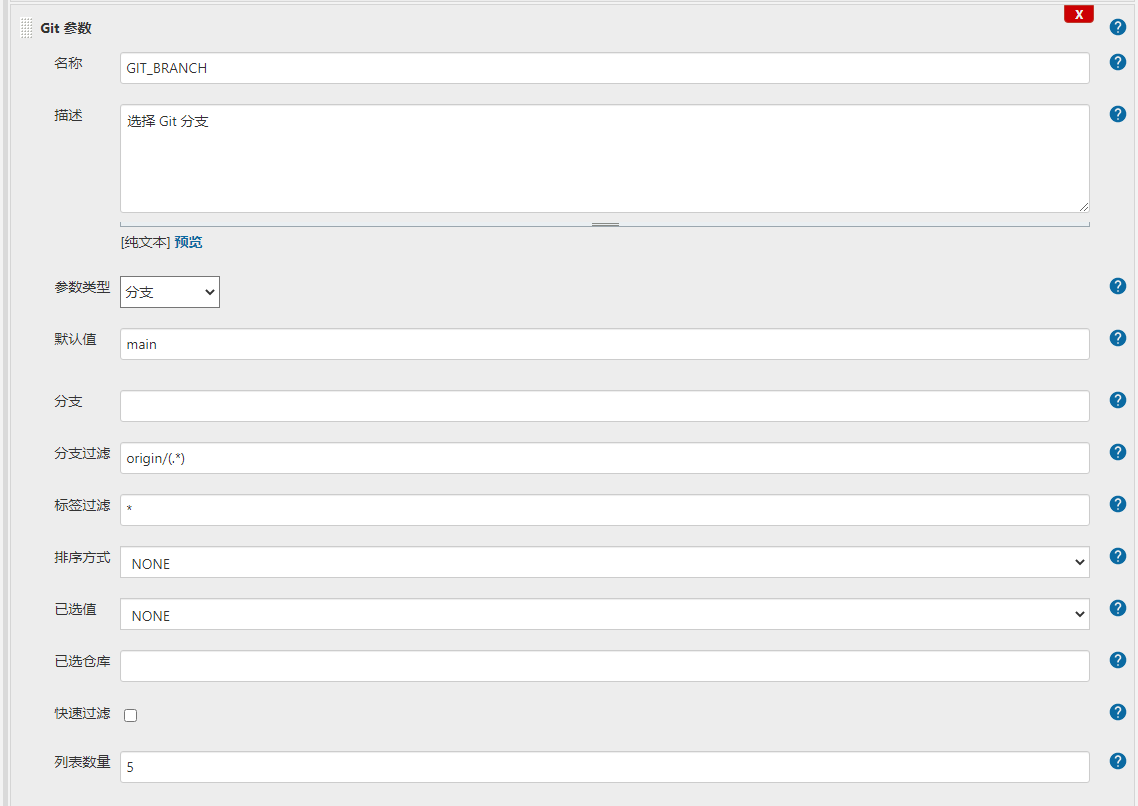 Git 参数
X
?
名称
GIT_BRANCH
?
描述
选择 Git 分支
?
[纯文本] 预览
参数类型
分支
?
默认值
main
?
分支
?
分支过滤
origin/(.*)
?
标签过滤
*
?
排序方式
NONE
?
已选值
NONE
?
已选仓库
?
快速过滤
?
列表数量
5
?